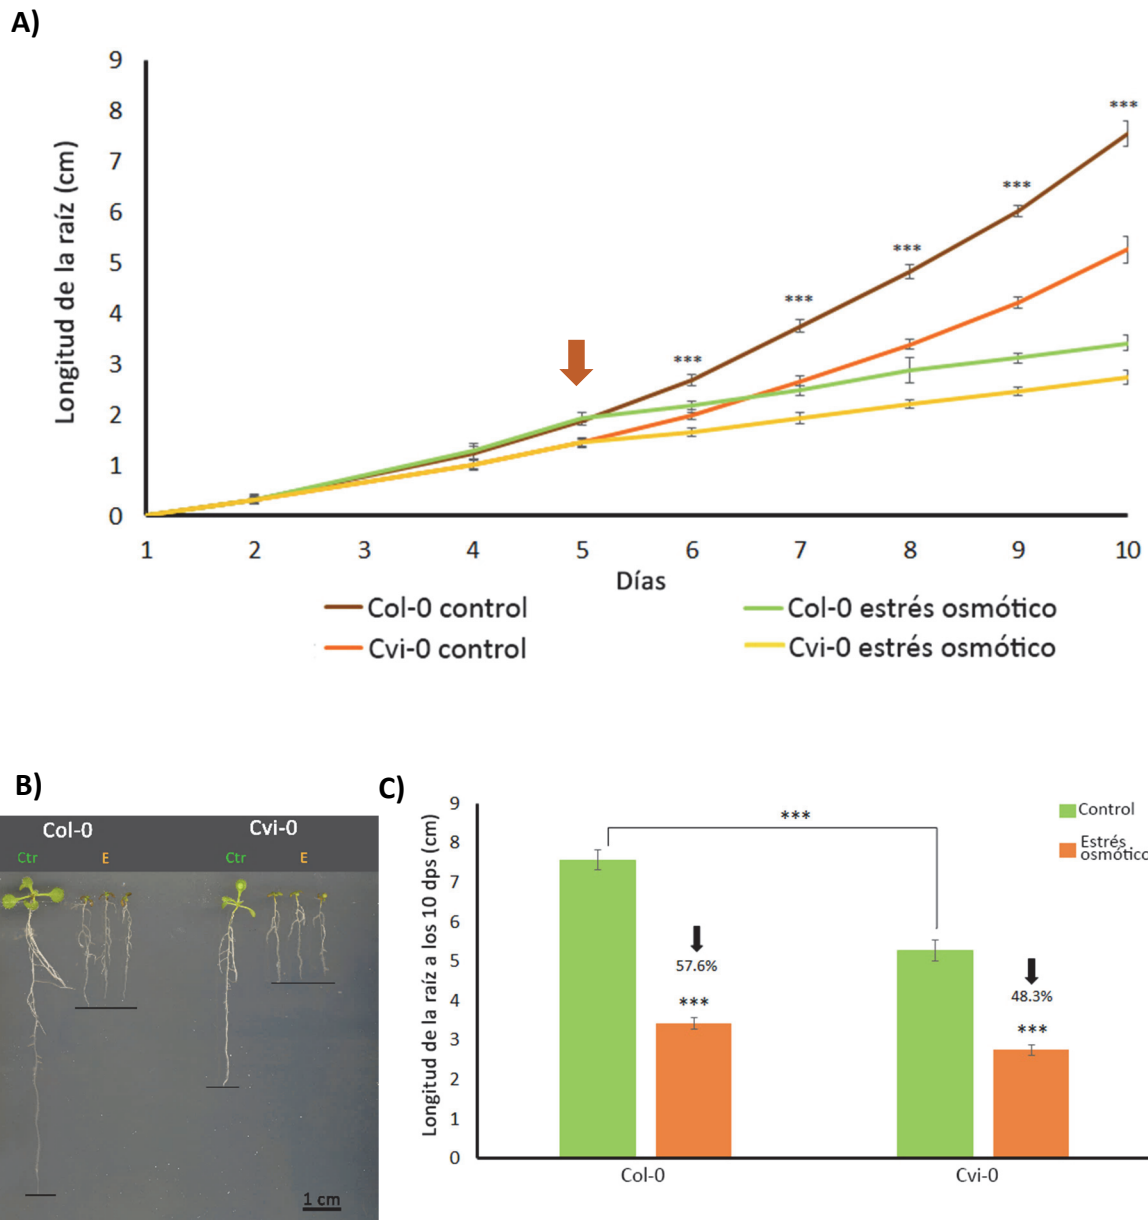 A)
Longitud de la raíz (cm)
9
8
7
6
5
4
3
2
1
0
***
***
***
***
***
1 2 3 4 5 6 7 8 9 10
Días
Col-0 control
Col-0 estrés osmótico
Cvi-0 control
Cvi-0 estrés osmótico
B)
Col-0 Cvi-0
Ctr E Ctr E
1 cm
C)
Longitud de la raíz a los 10 dps (cm)
9
8
7
6
5
4
3
2
1
0
***
57.6%
***
48.3%
***
Col-0 Cvi-0
Control
Estrés
osmótico